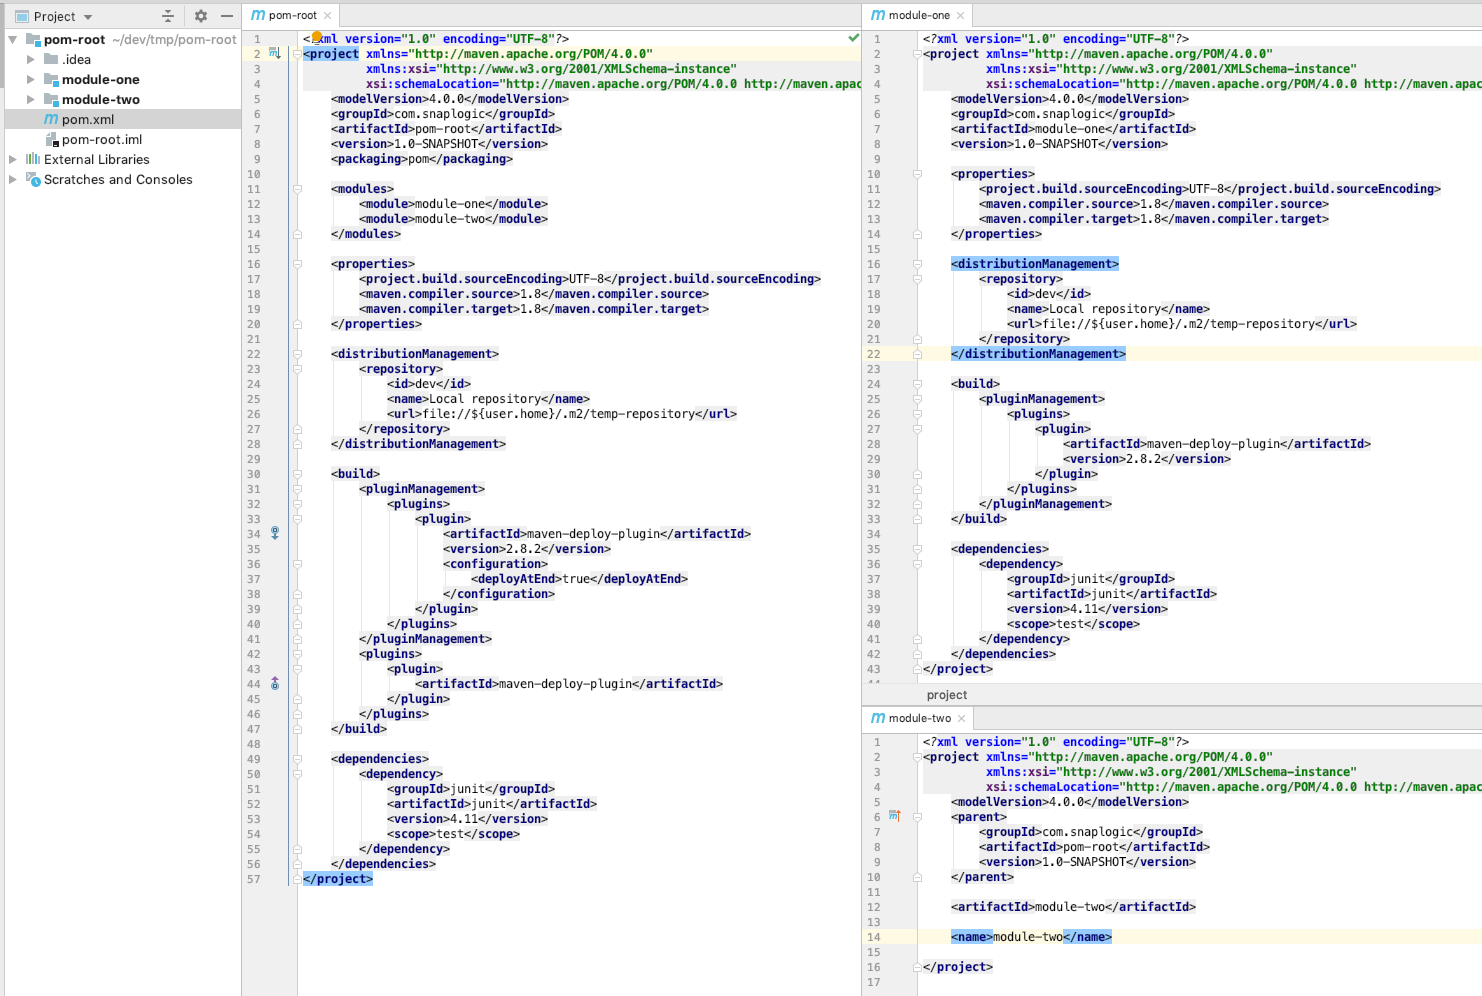 Project
pom-root ~/dev/tmp/pom-root
.idea
module-one
module-two
pom.xml
pom-root.iml
External Libraries
Scratches and Consoles
pom-root
1 <?xml version="1.0" encoding="UTF-8"?>
2 <project xmlns="http://maven.apache.org/POM/4.0.0"
3 xmlns:xsi="http://www.w3.org/2001/XMLSchema-instance"
4 xsi:schemaLocation="http://maven.apache.org/POM/4.0.0 http://maven.apac
5 <modelVersion>4.0.0</modelVersion>
6 <groupId>com.snaplogic</groupId>
7 <artifactId>pom-root</artifactId>
8 <version>1.0-SNAPSHOT</version>
9 <packaging>pom</packaging>
10
11 <modules>
12 <module>module-one</module>
13 <module>module-two</module>
14 </modules>
15
16 <properties>
17 <project.build.sourceEncoding>UTF-8</project.build.sourceEncoding>
18 <maven.compiler.source>1.8</maven.compiler.source>
19 <maven.compiler.target>1.8</maven.compiler.target>
20 </properties>
21
22 <distributionManagement>
23 <repository>
24 <id>dev</id>
25 <name>Local repository</name>
26 <url>file://${user.home}/.m2/temp-repository</url>
27 </repository>
28 </distributionManagement>
29
30 <build>
31 <pluginManagement>
32 <plugins>
33 <plugin>
34 <artifactId>maven-deploy-plugin</artifactId>
35 <version>2.8.2</version>
36 <configuration>
37 <deployAtEnd>true</deployAtEnd>
38 </configuration>
39 </plugin>
40 </plugins>
41 </pluginManagement>
42 <plugins>
43 <plugin>
44 <artifactId>maven-deploy-plugin</artifactId>
45 </plugin>
46 </plugins>
47 </build>
48
49 <dependencies>
50 <dependency>
51 <groupId>junit</groupId>
52 <artifactId>junit</artifactId>
53 <version>4.11</version>
54 <scope>test</scope>
55 </dependency>
56 </dependencies>
57 </project>
module-one
1 <?xml version="1.0" encoding="UTF-8"?>
2 <project xmlns="http://maven.apache.org/POM/4.0.0"
3 xmlns:xsi="http://www.w3.org/2001/XMLSchema-instance"
4 xsi:schemaLocation="http://maven.apache.org/POM/4.0.0 http://maven.apac
5 <modelVersion>4.0.0</modelVersion>
6 <groupId>com.snaplogic</groupId>
7 <artifactId>module-one</artifactId>
8 <version>1.0-SNAPSHOT</version>
9
10 <properties>
11 <project.build.sourceEncoding>UTF-8</project.build.sourceEncoding>
12 <maven.compiler.source>1.8</maven.compiler.source>
13 <maven.compiler.target>1.8</maven.compiler.target>
14 </properties>
15
16 <distributionManagement>
17 <repository>
18 <id>dev</id>
19 <name>Local repository</name>
20 <url>file://${user.home}/.m2/temp-repository</url>
21 </repository>
22 </distributionManagement>
23
24 <build>
25 <pluginManagement>
26 <plugins>
27 <plugin>
28 <artifactId>maven-deploy-plugin</artifactId>
29 <version>2.8.2</version>
30 </plugin>
31 </plugins>
32 </pluginManagement>
33 </build>
34
35 <dependencies>
36 <dependency>
37 <groupId>junit</groupId>
38 <artifactId>junit</artifactId>
39 <version>4.11</version>
40 <scope>test</scope>
41 </dependency>
42 </dependencies>
43 </project>
project
module-two
1 <?xml version="1.0" encoding="UTF-8"?>
2 <project xmlns="http://maven.apache.org/POM/4.0.0"
3 xmlns:xsi="http://www.w3.org/2001/XMLSchema-instance"
4 xsi:schemaLocation="http://maven.apache.org/POM/4.0.0 http://maven.apac
5 <modelVersion>4.0.0</modelVersion>
6 <parent>
7 <groupId>com.snaplogic</groupId>
8 <artifactId>pom-root</artifactId>
9 <version>1.0-SNAPSHOT</version>
10 </parent>
11
12 <artifactId>module-two</artifactId>
13
14 <name>module-two</name>
15
16 </project>
17